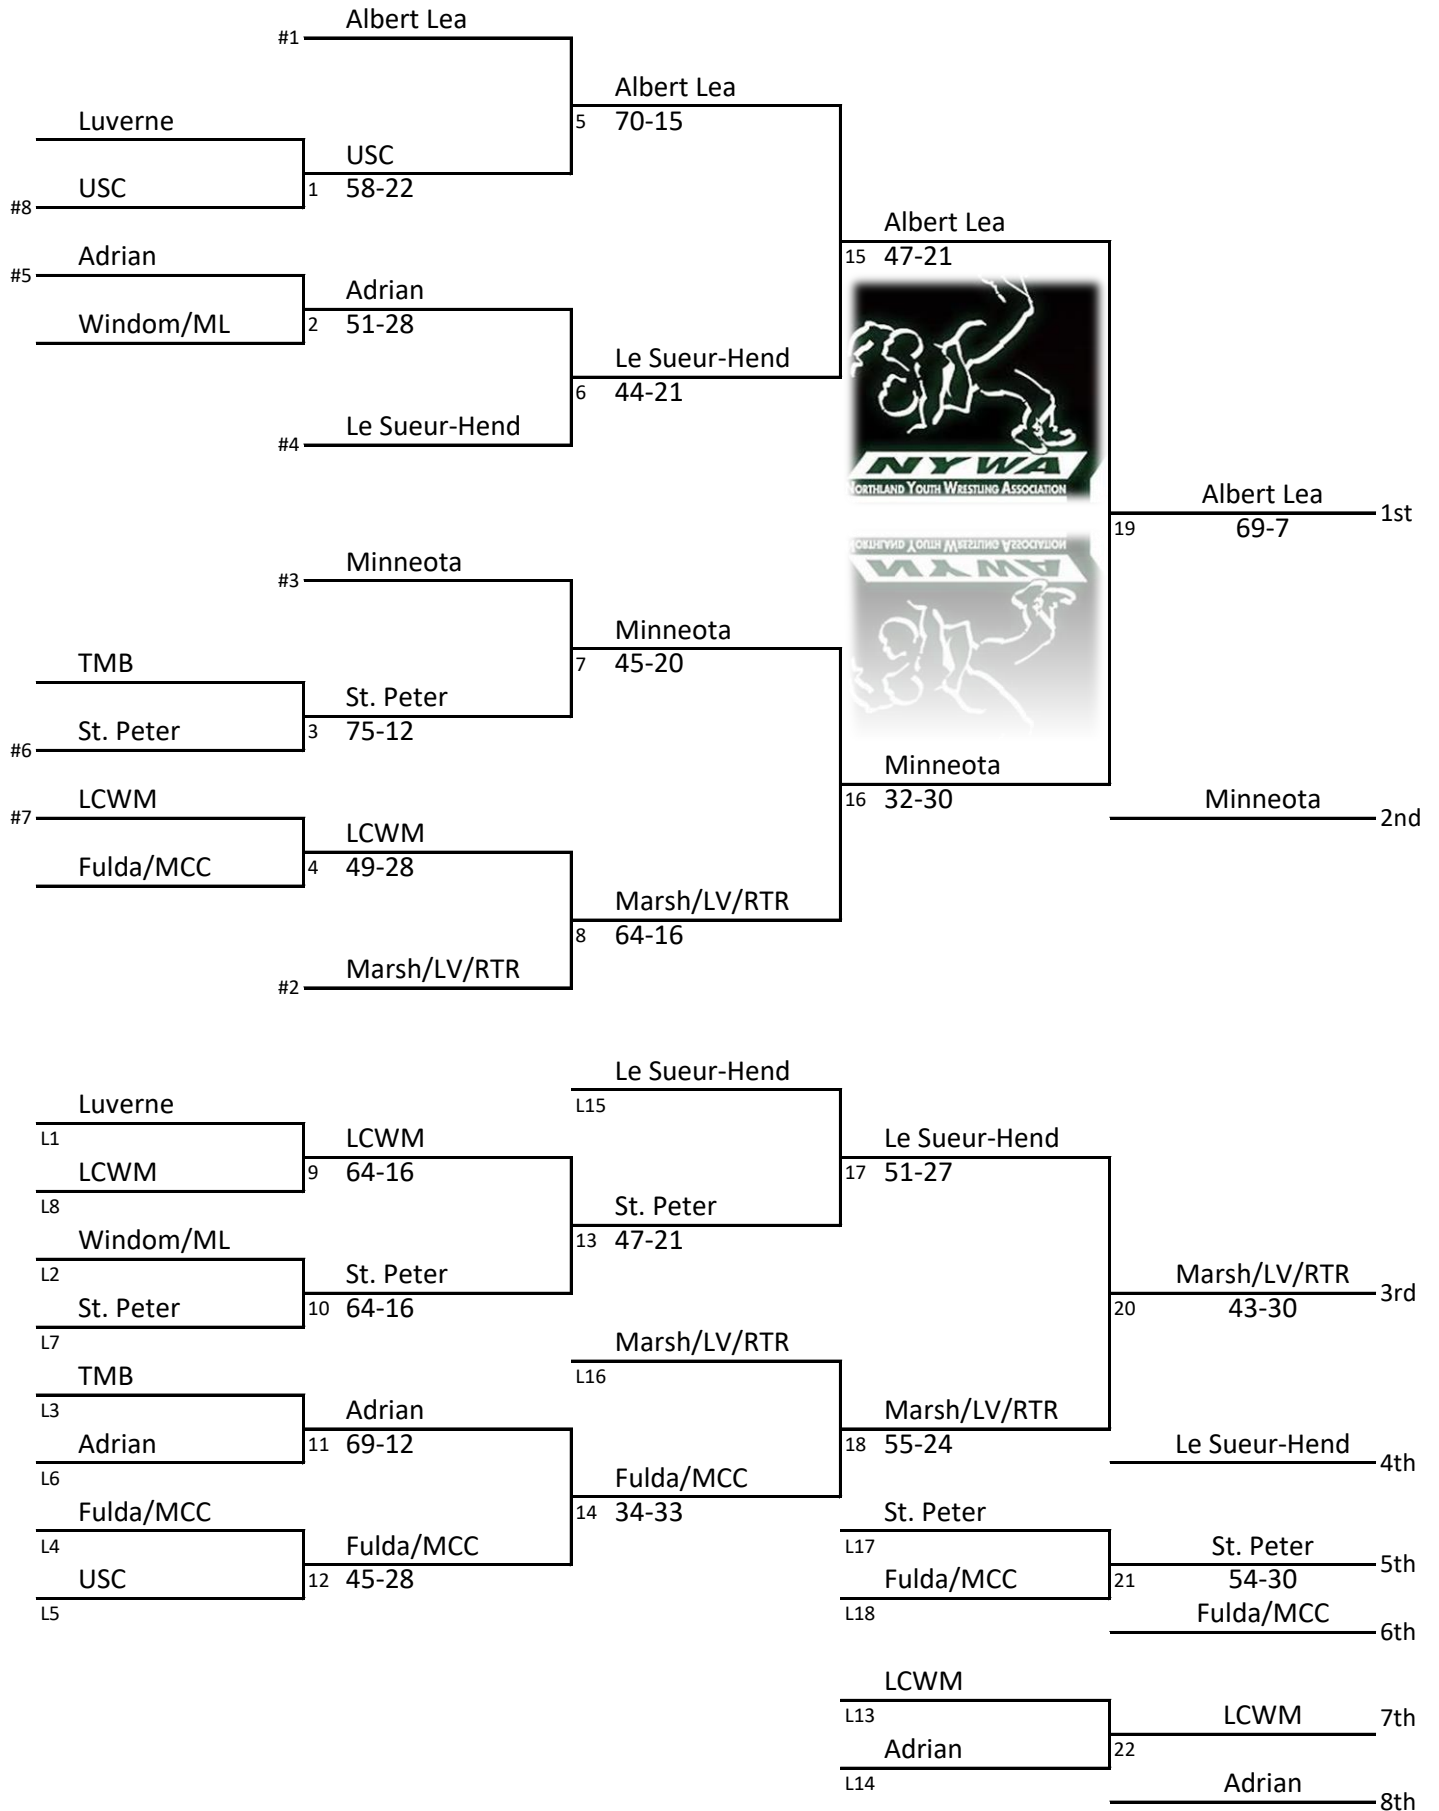 Albert Lea
#1
Albert Lea
5 70-15
Luverne
USC
1 58-22
USC
#8
Albert Lea
15 47-21
Adrian
#5
Adrian
2 51-28
Windom/ML
Le Sueur-Hend
6 44-21
Le Sueur-Hend
#4
NYWA
NORTHLAND YOUTH WRESTLING ASSOCIATION
Albert Lea
1st
19 69-7
NORTHLAND YOUTH WRESTLING ASSOCIATION
NYWA
Minneota
#3
Minneota
7 45-20
TMB
St. Peter
3 75-12
St. Peter
#6
Minneota
16 32-30
LCWM
#7
Minneota
2nd
LCWM
4 49-28
Fulda/MCC
Marsh/LV/RTR
8 64-16
Marsh/LV/RTR
#2
Le Sueur-Hend
L15
Luverne
L1
LCWM
9 64-16
LCWM
L8
Le Sueur-Hend
17 51-27
St. Peter
13 47-21
Windom/ML
L2
St. Peter
10 64-16
St. Peter
L7
Marsh/LV/RTR
3rd
20 43-30
Marsh/LV/RTR
L16
TMB
L3
Adrian
11 69-12
Adrian
L6
Marsh/LV/RTR
18 55-24
Le Sueur-Hend
4th
Fulda/MCC
14 34-33
Fulda/MCC
L4
Fulda/MCC
12 45-28
USC
L5
St. Peter
L17
St. Peter
5th
21 54-30
Fulda/MCC
L18
Fulda/MCC
6th
LCWM
L13
LCWM
7th
22
Adrian
L14
Adrian
8th